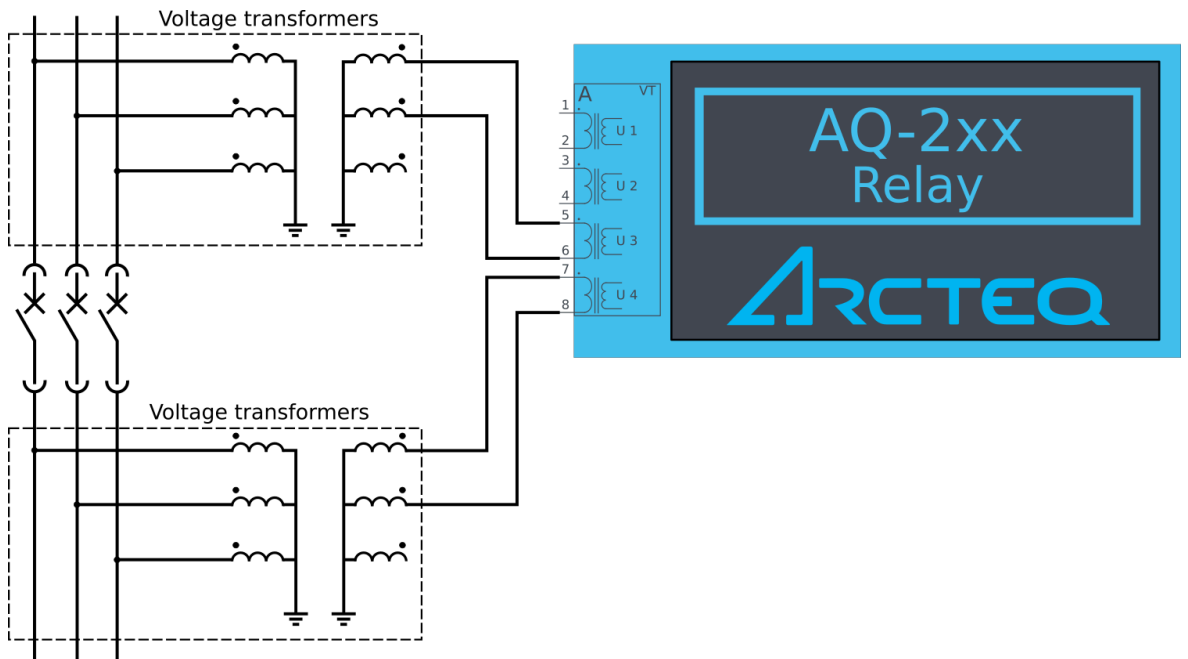 Voltage transformers
A VT
1
U 1
2
3
U 2
4
5
U 3
6
7
U 4
8
AQ-2xx
Relay
ARCTEQ
Voltage transformers